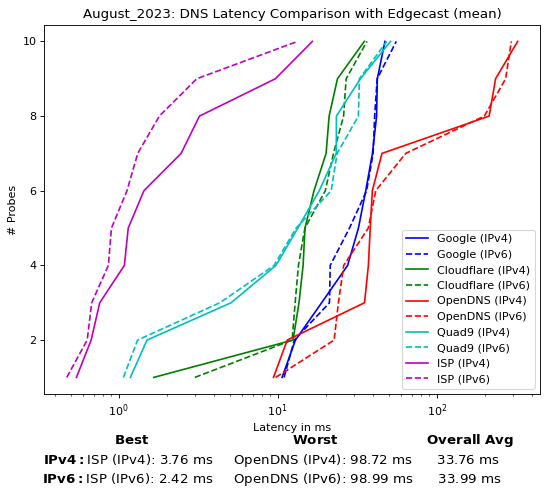 August_2023: DNS Latency Comparison with Edgecast (mean)
10
8
6
4
2
# Probes
Google (IPv4)
Google (IPv6)
Cloudflare (IPv4)
Cloudflare (IPv6)
OpenDNS (IPv4)
OpenDNS (IPv6)
Quad9 (IPv4)
Quad9 (IPv6)
ISP (IPv4)
ISP (IPv6)
10⁰ 10¹ 10²
Latency in ms
Best Worst Overall Avg
IPv4: ISP (IPv4): 3.76 ms OpenDNS (IPv4): 98.72 ms 33.76 ms
IPv6: ISP (IPv6): 2.42 ms OpenDNS (IPv6): 98.99 ms 33.99 ms